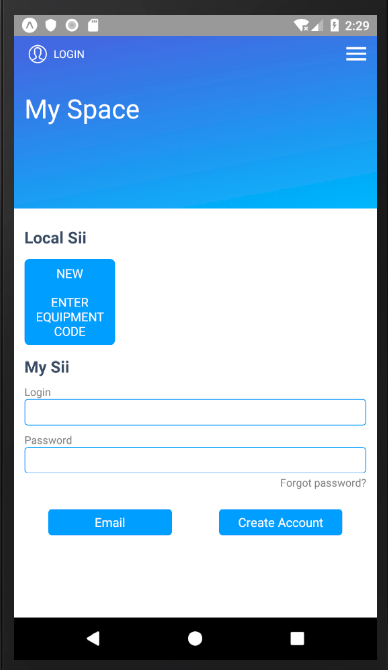 2:29
LOGIN
My Space
Local Sii
NEW
ENTER
EQUIPMENT
CODE
My Sii
Login
Password
Forgot password?
Email
Create Account